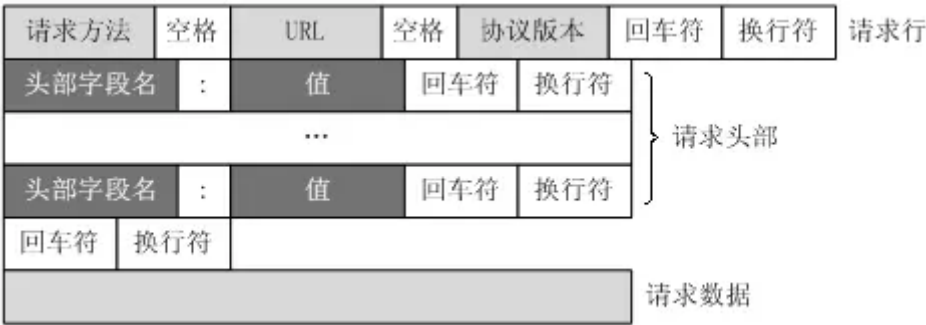 请求方法 空格 URL 空格 协议版本 回车符 换行符 请求行
头部字段名 : 值 回车符 换行符
… 请求头部
头部字段名 : 值 回车符 换行符
回车符 换行符
请求数据